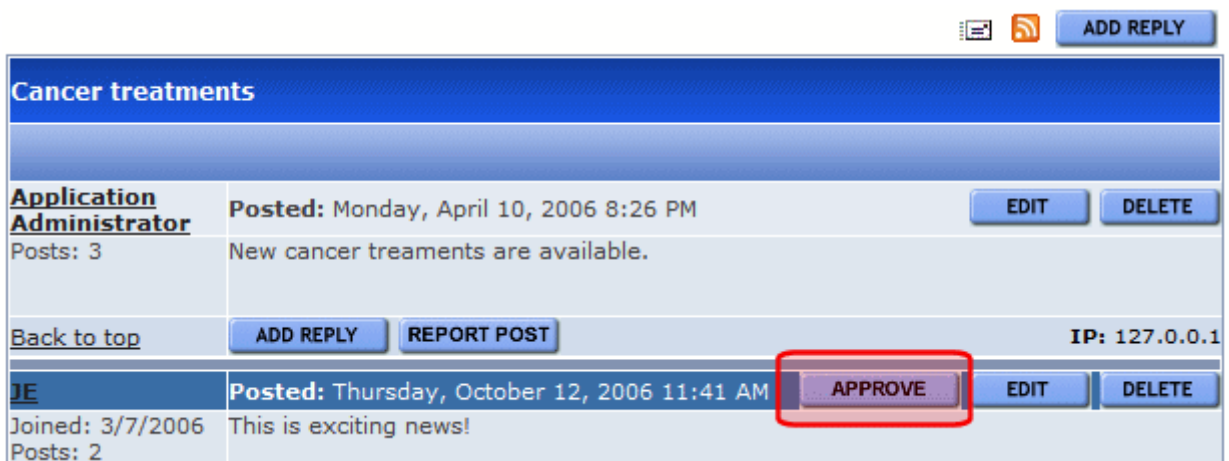 ADD REPLY
Cancer treatments
Application Administrator
Posted: Monday, April 10, 2006 8:26 PM
EDIT
DELETE
Posts: 3
New cancer treaments are available.
Back to top
ADD REPLY
REPORT POST
IP: 127.0.0.1
JE
Posted: Thursday, October 12, 2006 11:41 AM
APPROVE
EDIT
DELETE
Joined: 3/7/2006
Posts: 2
This is exciting news!